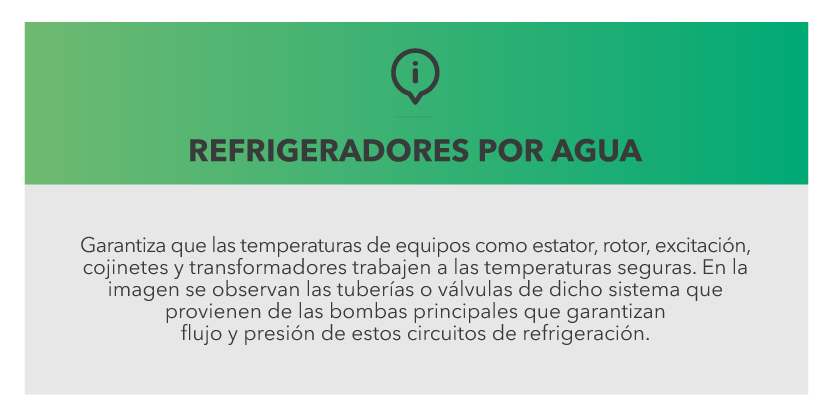 REFRIGERADORES POR AGUA
Garantiza que las temperaturas de equipos como estator, rotor, excitación,
cojinetes y transformadores trabajen a las temperaturas seguras. En la
imagen se observan las tuberías o válvulas de dicho sistema que
provienen de las bombas principales que garantizan
flujo y presión de estos circuitos de refrigeración.